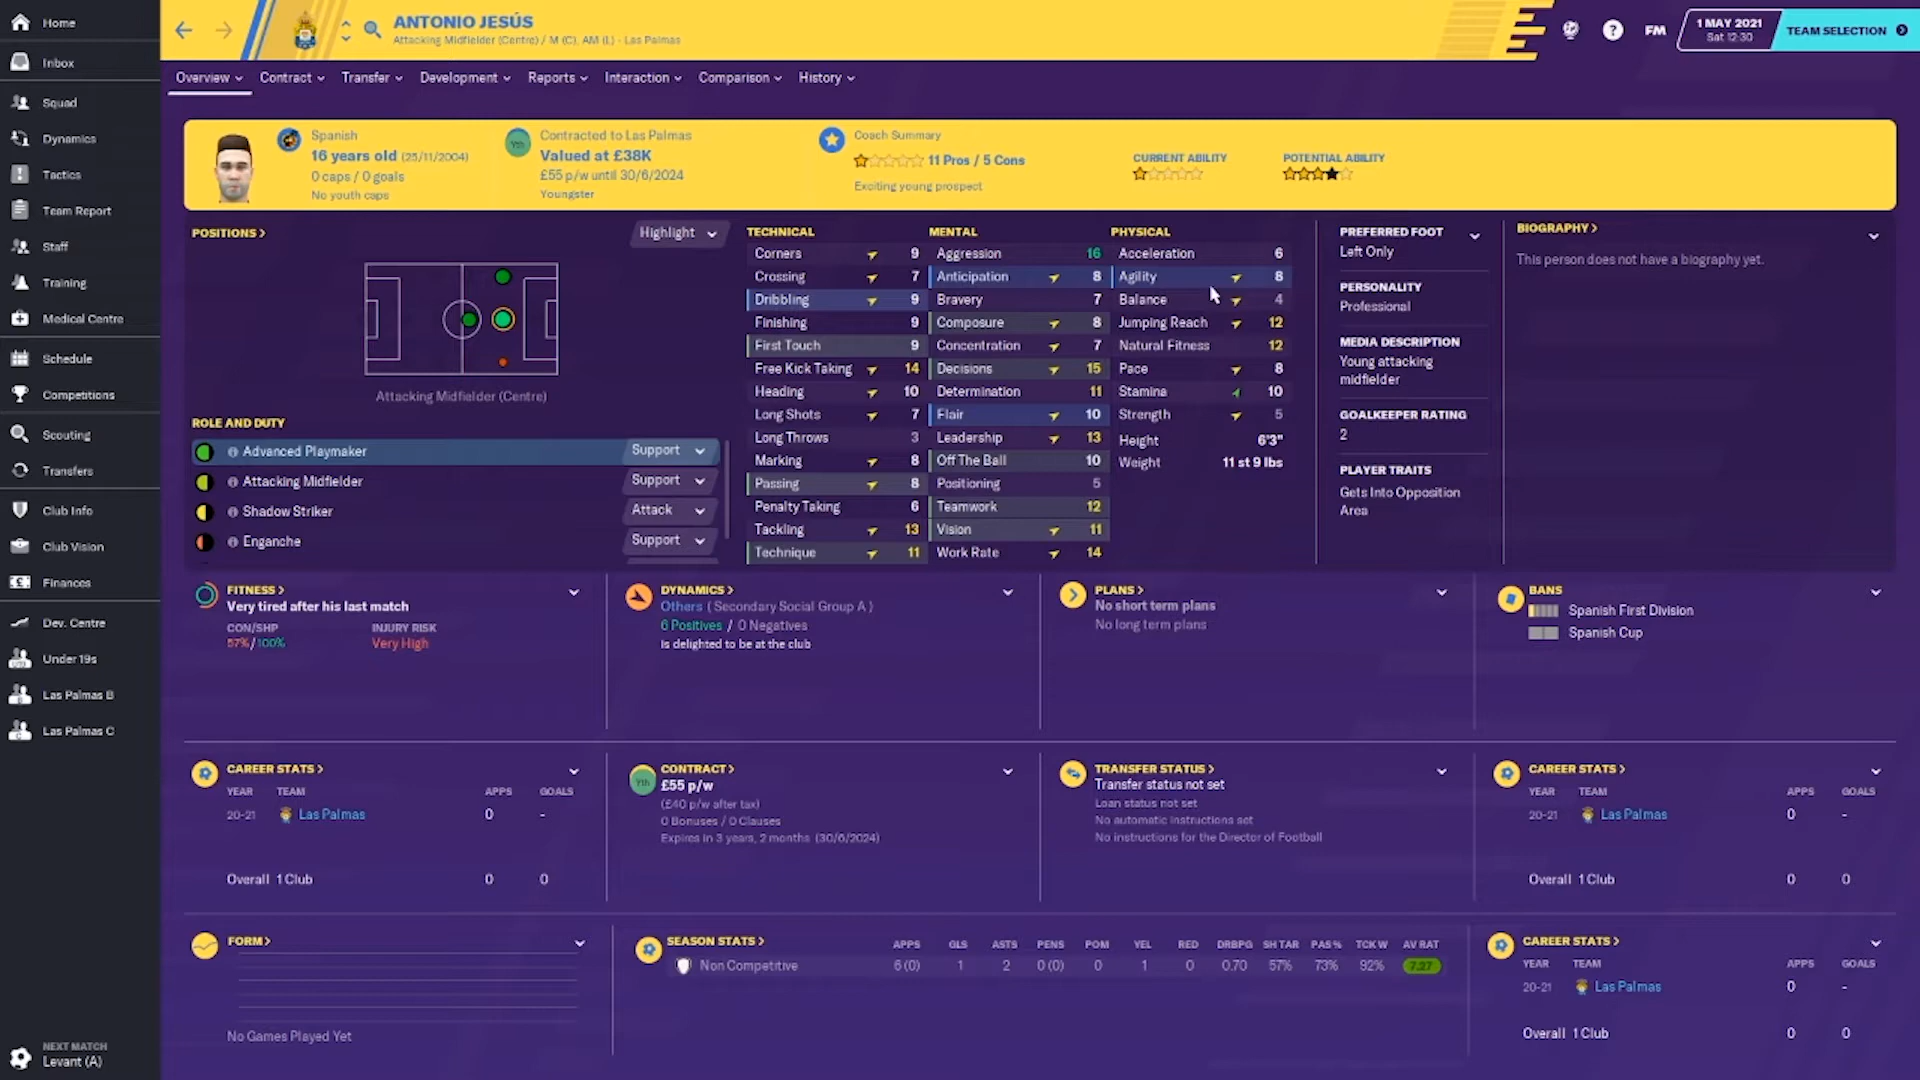 Home
Inbox
Squad
Dynamics
Tactics
Team Report
Staff
Training
Medical Centre
Schedule
Competitions
Scouting
Transfers
Club Info
Club Vision
Finances
Dev. Centre
Under 19s
Las Palmas B
Las Palmas C
NEXT MATCH
Levant (A)
ANTONIO JESÚS
Attacking Midfielder (Centre) / M (C), AM (L) - Las Palmas
FM
1 MAY 2021
Sat 12:30
TEAM SELECTION
Overview Contract Transfer Development Reports Interaction Comparison History
Spanish
16 years old (25/11/2004)
0 caps / 0 goals
No youth caps
Yth
Contracted to Las Palmas
Valued at £38K
£55 p/w until 30/6/2024
Youngster
Coach Summary
11 Pros / 5 Cons
Exciting young prospect
CURRENT ABILITY
POTENTIAL ABILITY
POSITIONS >
Highlight
Attacking Midfielder (Centre)
ROLE AND DUTY
Advanced Playmaker Support
Attacking Midfielder Support
Shadow Striker Attack
Enganche Support
TECHNICAL
Corners 9
Crossing 7
Dribbling 9
Finishing 9
First Touch 9
Free Kick Taking 14
Heading 10
Long Shots 7
Long Throws 3
Marking 8
Passing 8
Penalty Taking 6
Tackling 13
Technique 11
MENTAL
Aggression 16
Anticipation 8
Bravery 7
Composure 8
Concentration 7
Decisions 15
Determination 11
Flair 10
Leadership 13
Off The Ball 10
Positioning 5
Teamwork 12
Vision 11
Work Rate 14
PHYSICAL
Acceleration 6
Agility 8
Balance 4
Jumping Reach 12
Natural Fitness 12
Pace 8
Stamina 10
Strength 5
Height 6'3"
Weight 11 st 9 lbs
PREFERRED FOOT
Left Only
PERSONALITY
Professional
MEDIA DESCRIPTION
Young attacking
midfielder
GOALKEEPER RATING
2
PLAYER TRAITS
Gets Into Opposition
Area
BIOGRAPHY >
This person does not have a biography yet.
FITNESS >
Very tired after his last match
CON/SHP INJURY RISK
57%/100% Very High
DYNAMICS >
Others ( Secondary Social Group A )
6 Positives / 0 Negatives
Is delighted to be at the club
PLANS >
No short term plans
No long term plans
BANS
Spanish First Division
Spanish Cup
CAREER STATS >
YEAR TEAM APPS GOALS
20-21 Las Palmas 0 -
Overall 1 Club 0 0
Yth
CONTRACT >
£55 p/w
(£40 p/w after tax)
0 Bonuses / 0 Clauses
Expires in 3 years, 2 months (30/6/2024)
TRANSFER STATUS >
Transfer status not set
Loan status not set
No automatic instructions set
No instructions for the Director of Football
CAREER STATS >
YEAR TEAM APPS GOALS
20-21 Las Palmas 0 -
Overall 1 Club 0 0
FORM >
No Games Played Yet
SEASON STATS > APPS GLS ASTS PENS POM YEL RED DRBPG SH TAR PAS % TCK W AV RAT
Non Competitive 6 (0) 1 2 0 (0) 0 1 0 0.70 57% 73% 92% 7.27
CAREER STATS >
YEAR TEAM APPS GOALS
20-21 Las Palmas 0 -
Overall 1 Club 0 0